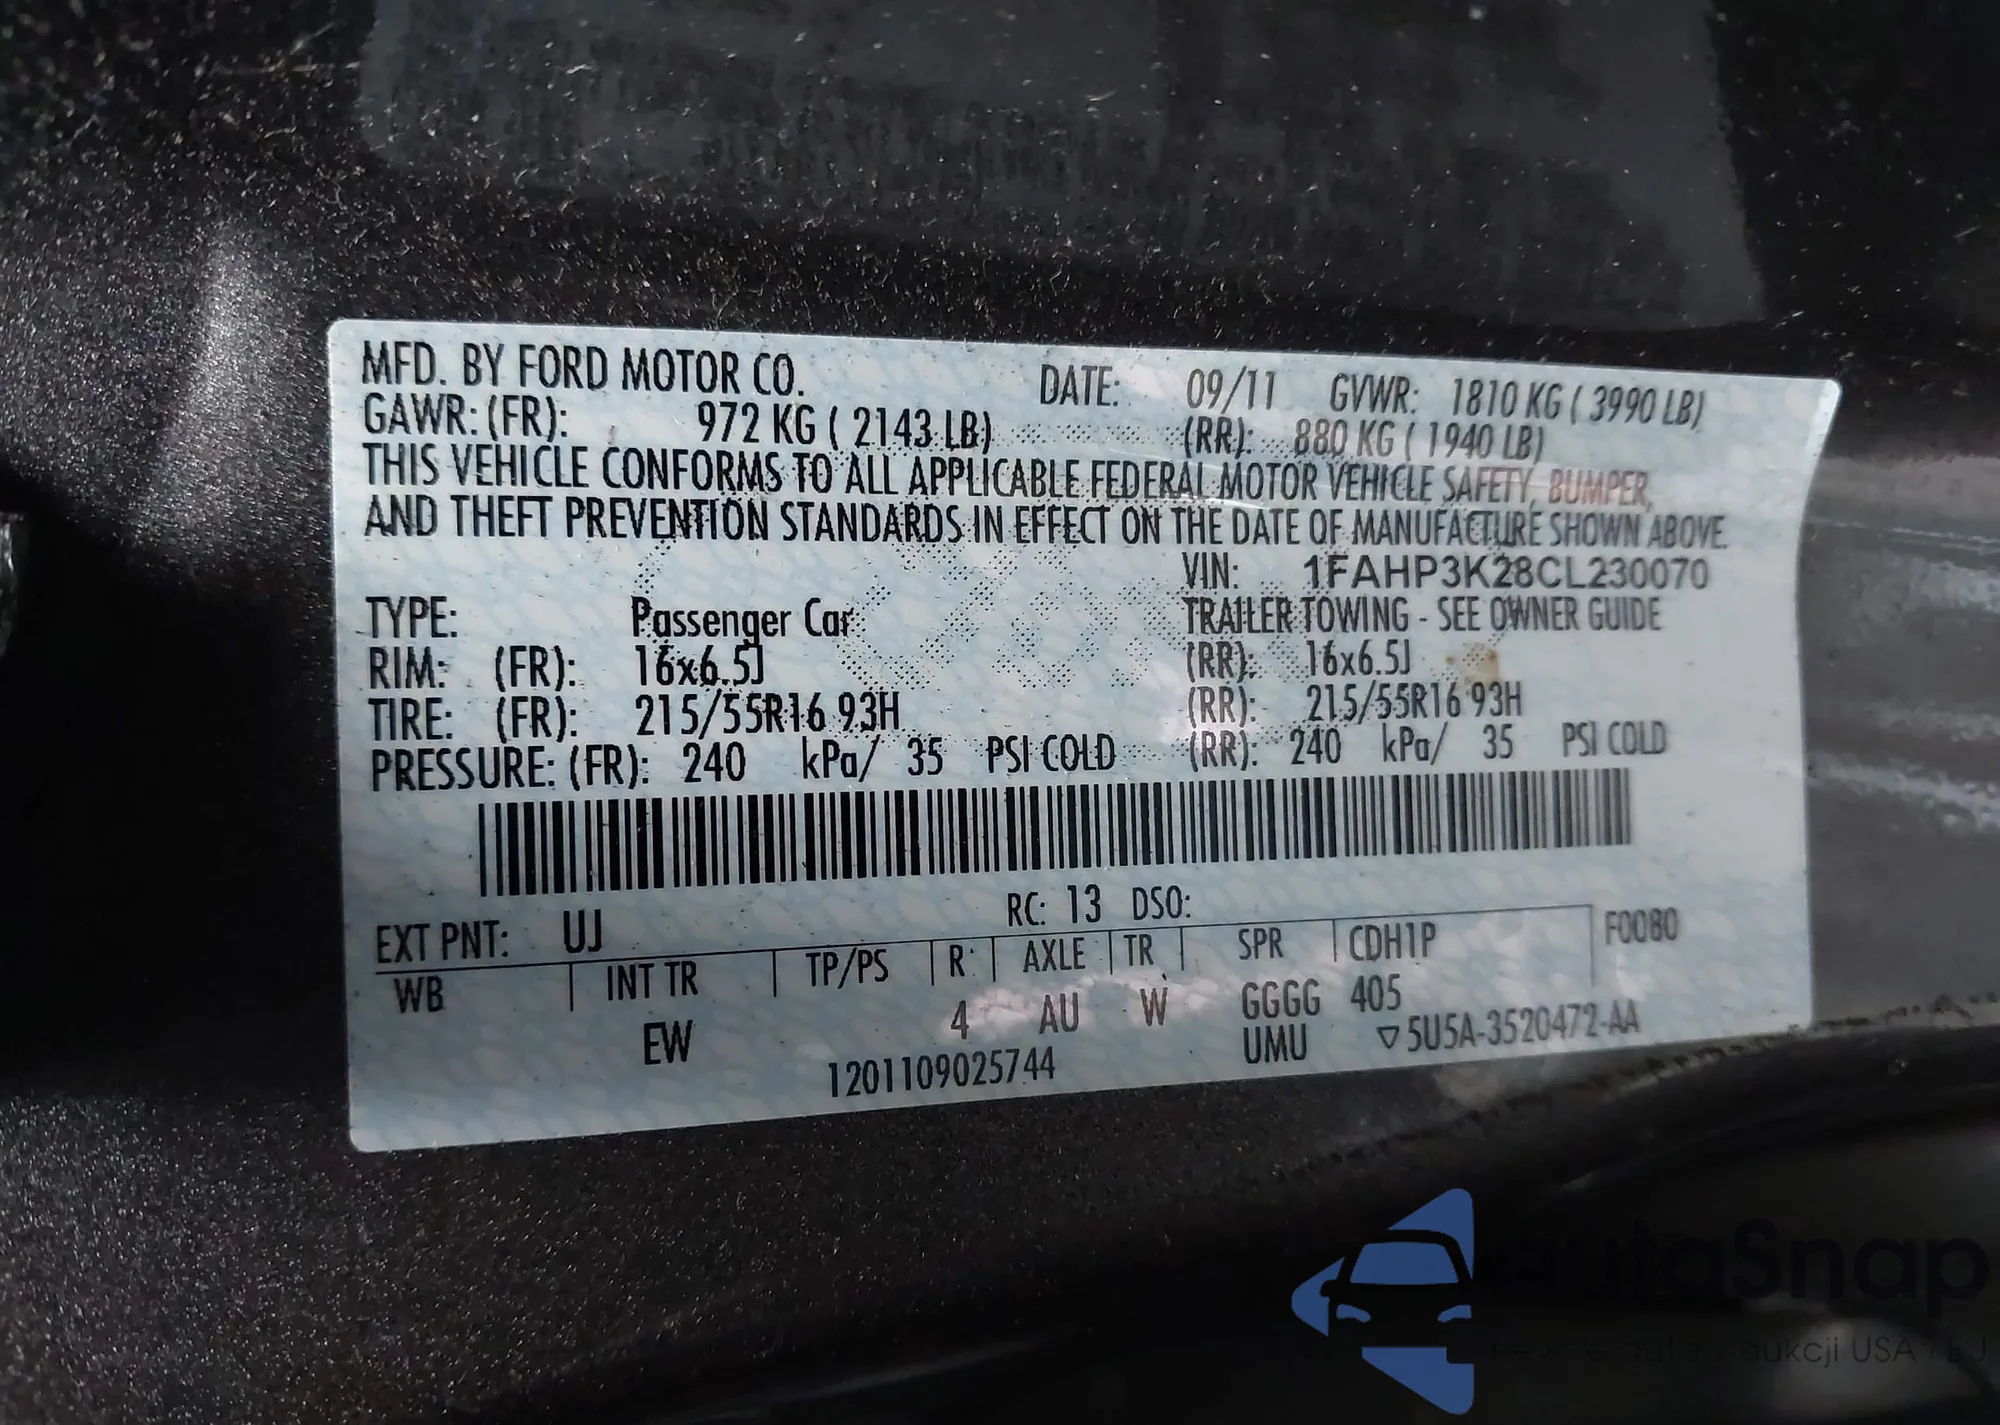 MFD. BY FORD MOTOR CO. DATE: 09/11 GVWR: 1810 KG ( 3990 LB)
GAWR: (FR): 972 KG ( 2143 LB) (RR): 880 KG ( 1940 LB)
THIS VEHICLE CONFORMS TO ALL APPLICABLE FEDERAL MOTOR VEHICLE SAFETY, BUMPER,
AND THEFT PREVENTION STANDARDS IN EFFECT ON THE DATE OF MANUFACTURE SHOWN ABOVE.
VIN: 1FAHP3K28CL230070
TYPE: Passenger Car TRAILER TOWING - SEE OWNER GUIDE
RIM: (FR): 16x6.5J (RR): 16x6.5J
TIRE: (FR): 215/55R16 93H (RR): 215/55R16 93H
PRESSURE: (FR): 240 kPa/ 35 PSI COLD (RR): 240 kPa/ 35 PSI COLD
EXT PNT: UJ RC: 13 DSO: F0080
WB INT TR TP/PS R AXLE TR SPR CDH1P
EW 4 AU W GGGG 405
1201109025744 UMU ▽5U5A-3520472-AA
autaSnap
auta aukcji USA